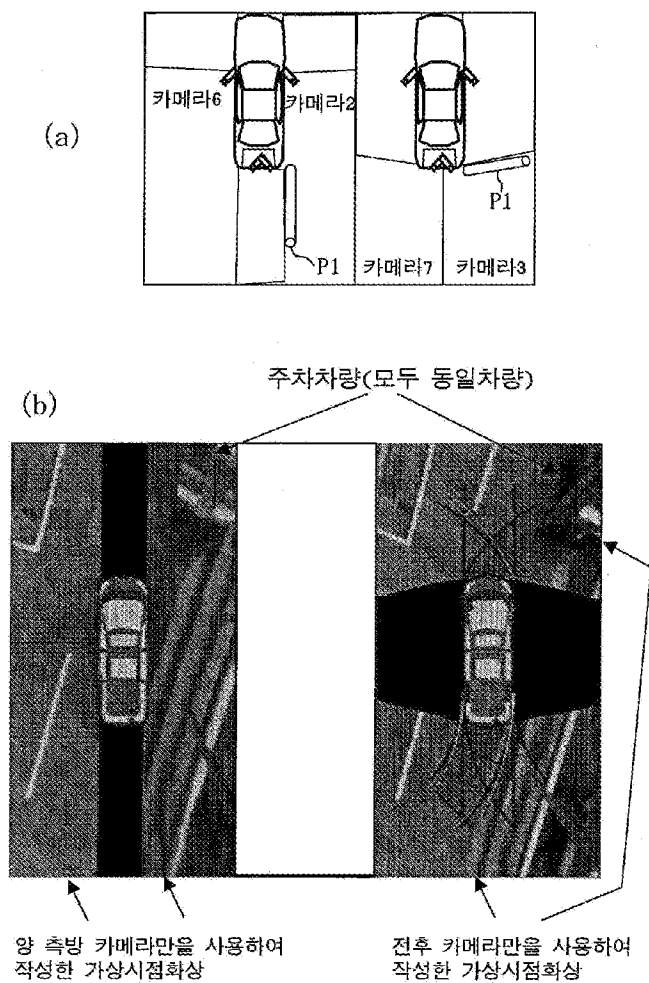 (a)
카메라6
카메라2
P1
카메라7
카메라3
P1
(b)
주차차량(모두 동일차량)
양 측방 카메라만을 사용하여
작성한 가상시점화상
전후 카메라만을 사용하여
작성한 가상시점화상